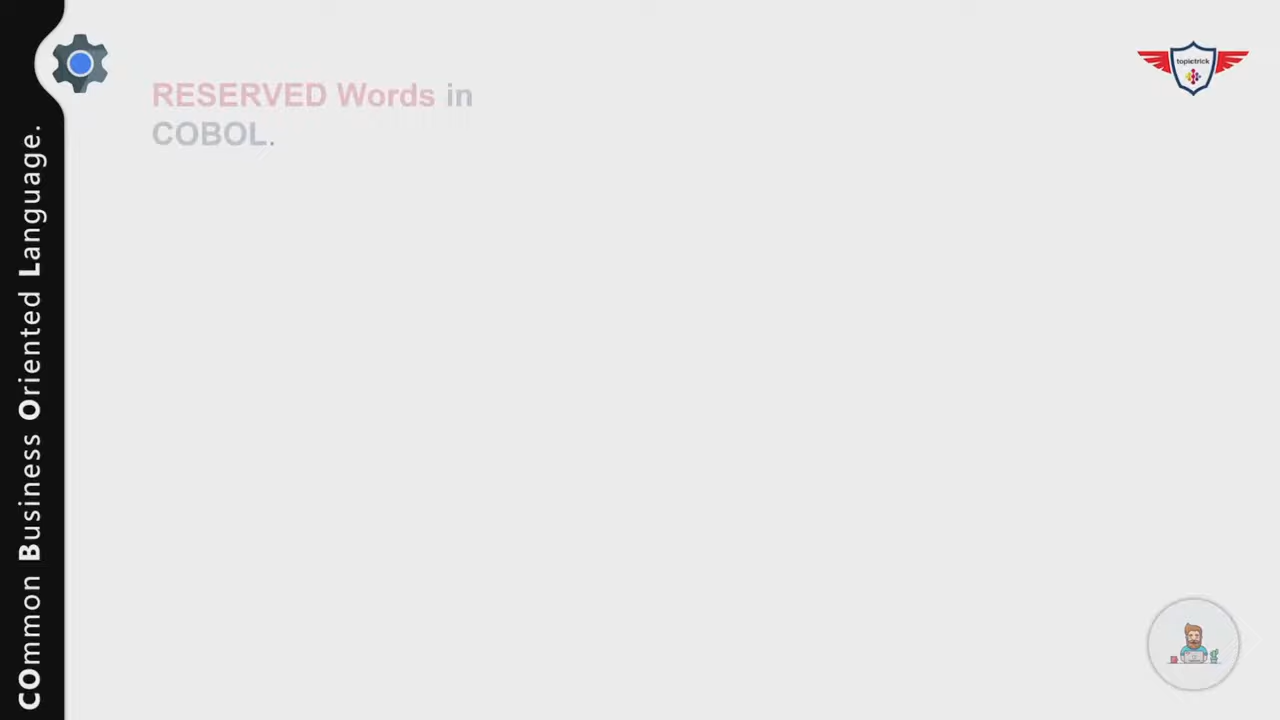 RESERVED Words in
COBOL.
COmmon Business Oriented Language.
topictrick